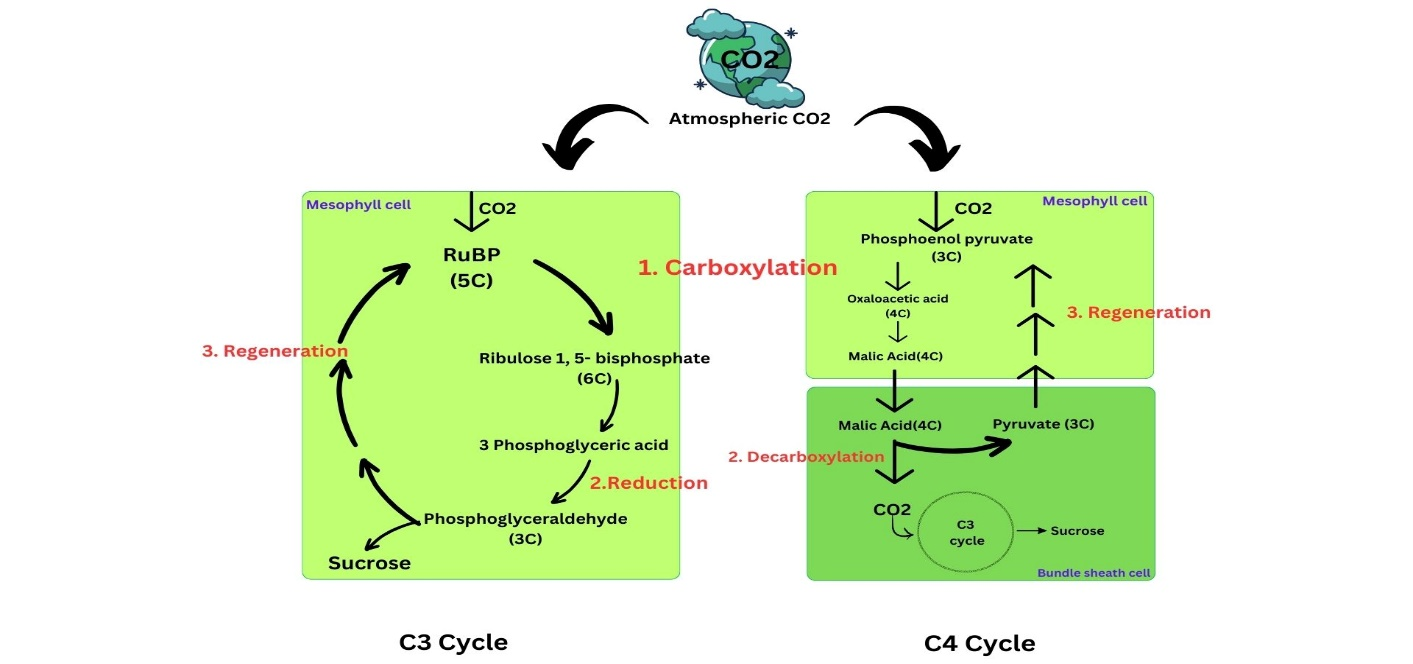 CO2
Atmospheric CO2
Mesophyll cell
CO2
RuBP
(5C)
1. Carboxylation
Ribulose 1, 5- bisphosphate
(6C)
3 Phosphoglyceric acid
2.Reduction
Phosphoglyceraldehyde
(3C)
Sucrose
3. Regeneration
C3 Cycle
Mesophyll cell
CO2
Phosphoenol pyruvate
(3C)
Oxaloacetic acid
(4C)
Malic Acid(4C)
3. Regeneration
Malic Acid(4C)
Pyruvate (3C)
2. Decarboxylation
CO2
C3
cycle
Sucrose
Bundle sheath cell
C4 Cycle